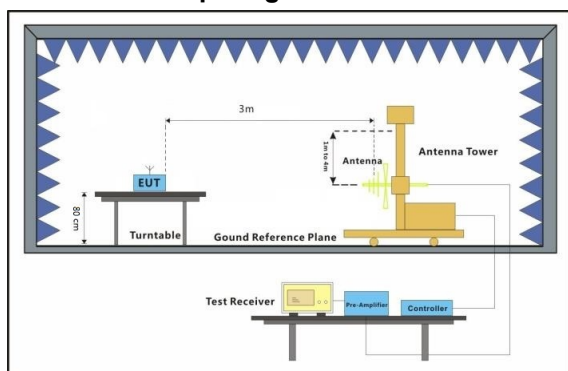 3m
1m to 4m
Antenna
Antenna Tower
EUT
80 cm
Turntable
Gound Reference Plane
Test Receiver
Pre-Amplifier
Controller